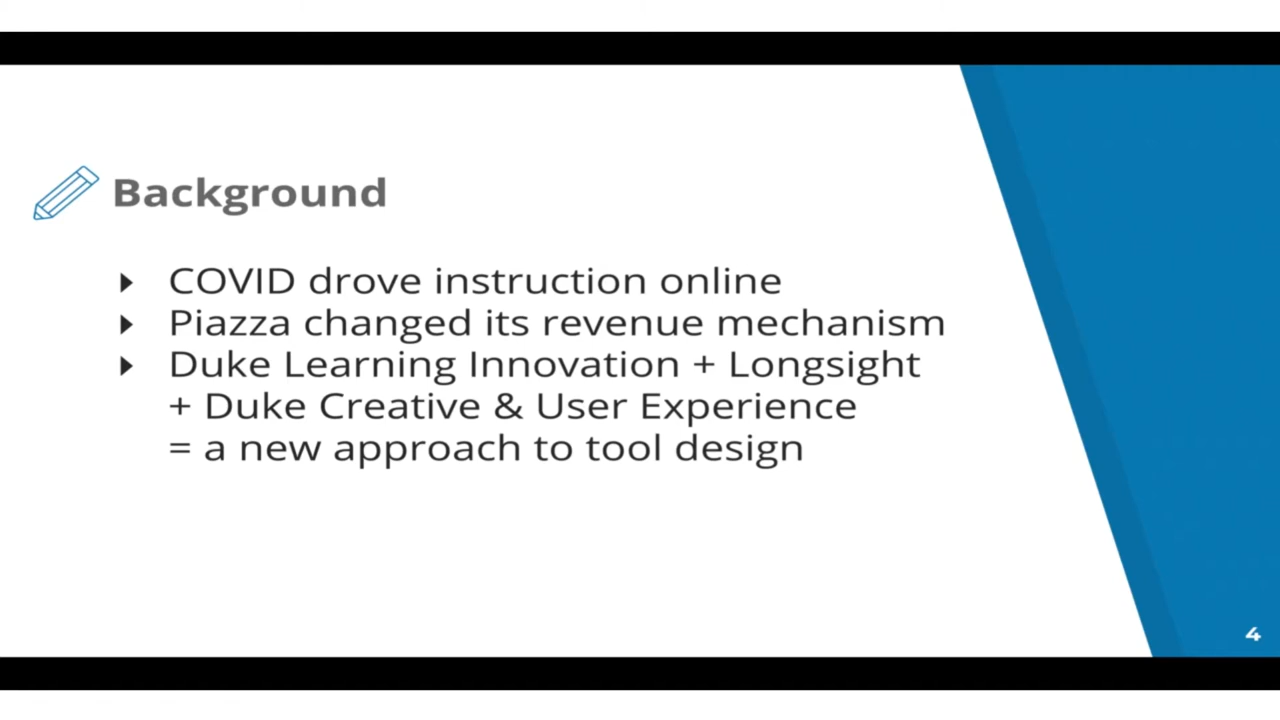 Background
COVID drove instruction online
Piazza changed its revenue mechanism
Duke Learning Innovation + Longsight
+ Duke Creative & User Experience
= a new approach to tool design
4